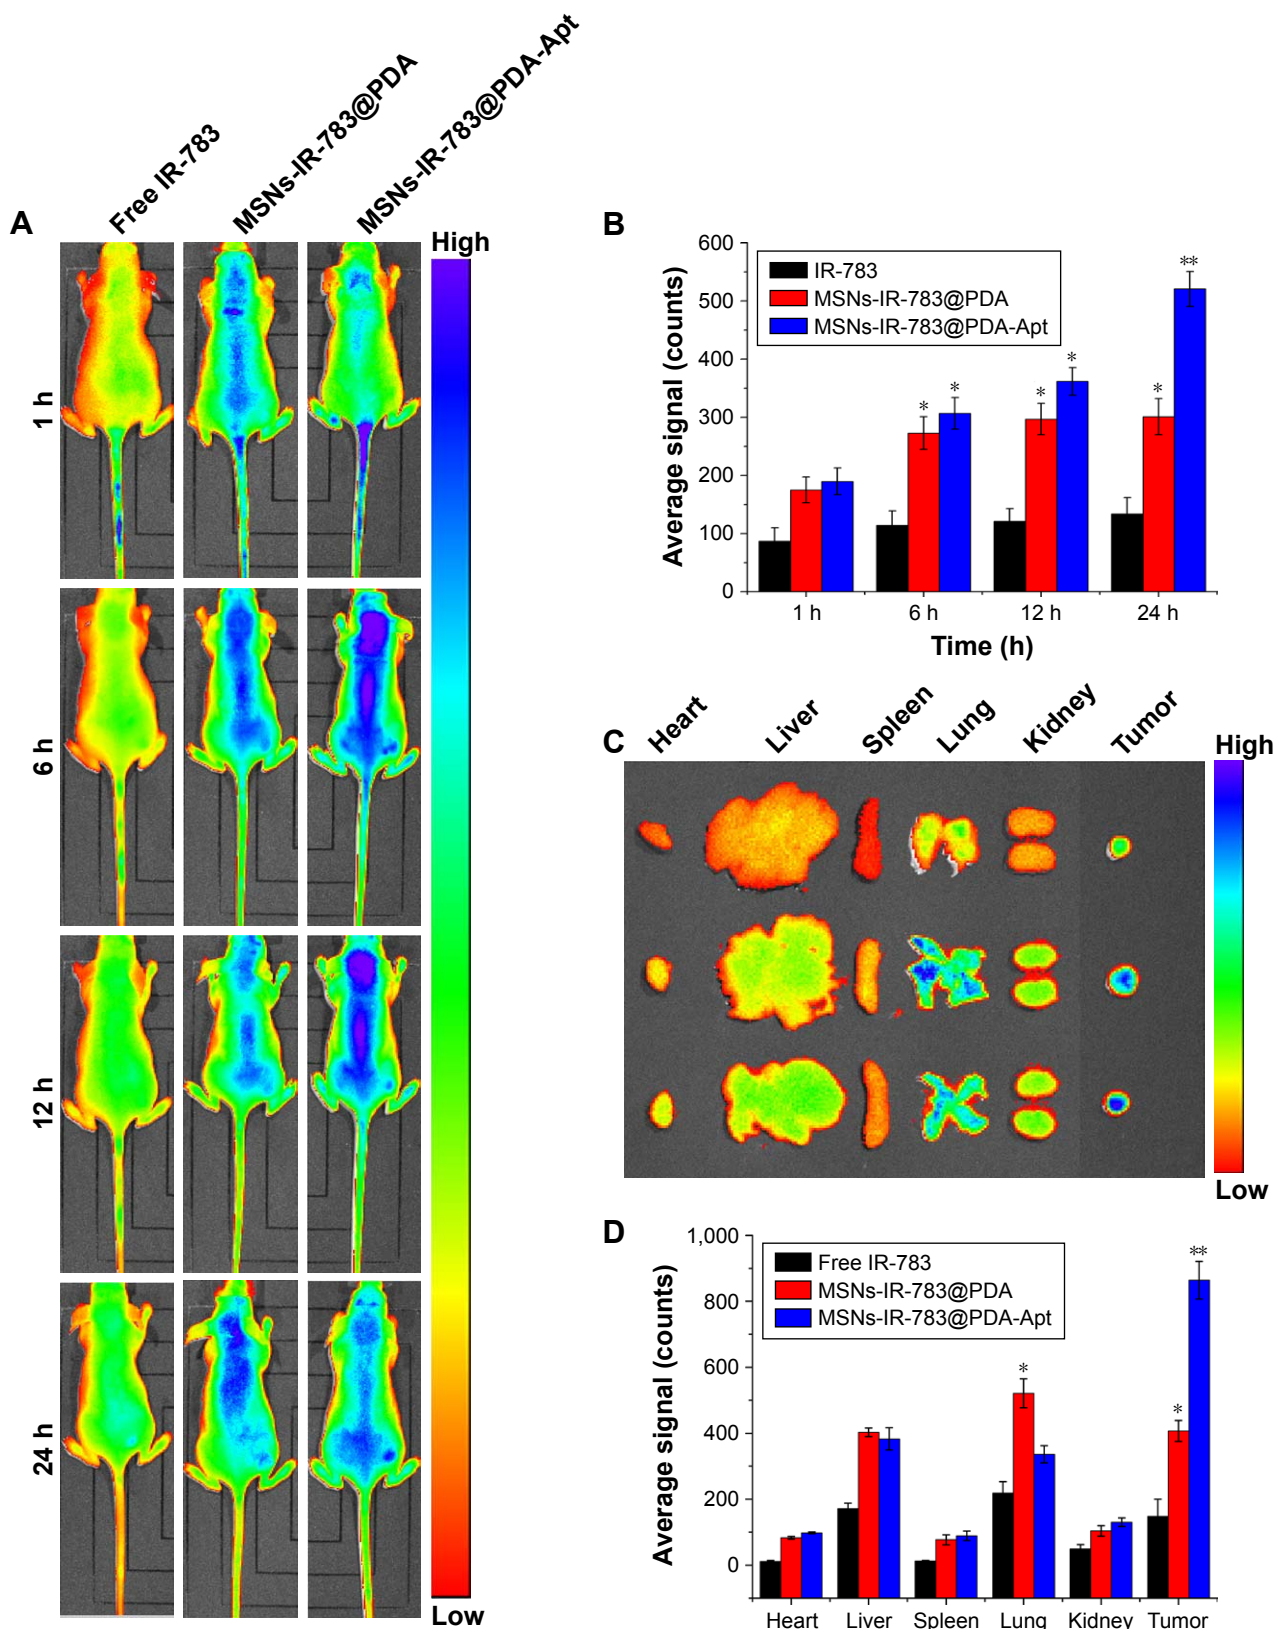 A
Free IR-783
MSNs-IR-783@PDA
MSNs-IR-783@PDA-Apt
High
1 h
6 h
12 h
24 h
Low
B
600
500
400
300
200
100
0
Average signal (counts)
IR-783
MSNs-IR-783@PDA
MSNs-IR-783@PDA-Apt
*
*
*
*
*
**
1 h
6 h
12 h
24 h
Time (h)
C
Heart
Liver
Spleen
Lung
Kidney
Tumor
High
Low
D
1,000
800
600
400
200
0
Average signal (counts)
Free IR-783
MSNs-IR-783@PDA
MSNs-IR-783@PDA-Apt
*
*
**
Heart
Liver
Spleen
Lung
Kidney
Tumor